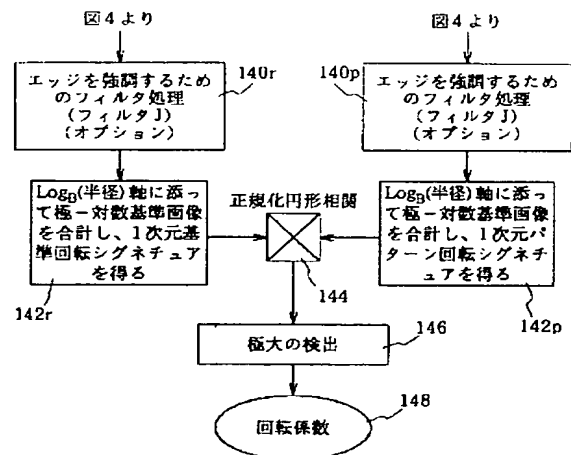 図4より
図4より
エッジを強調するため
のフィルタ処理
(フィルタJ)
(オプション)
140r
エッジを強調するため
のフィルタ処理
(フィルタJ)
(オプション)
140p
Log_B(半径)軸に添っ
て極-対数基準画像
を合計し、1次元基
準回転シグネチュア
を得る
142r
正規化円形相関
144
Log_B(半径)軸に添っ
て極-対数基準画像
を合計し、1次元パ
ターン回転シグネチ
ュアを得る
142p
極大の検出
146
回転係数
148